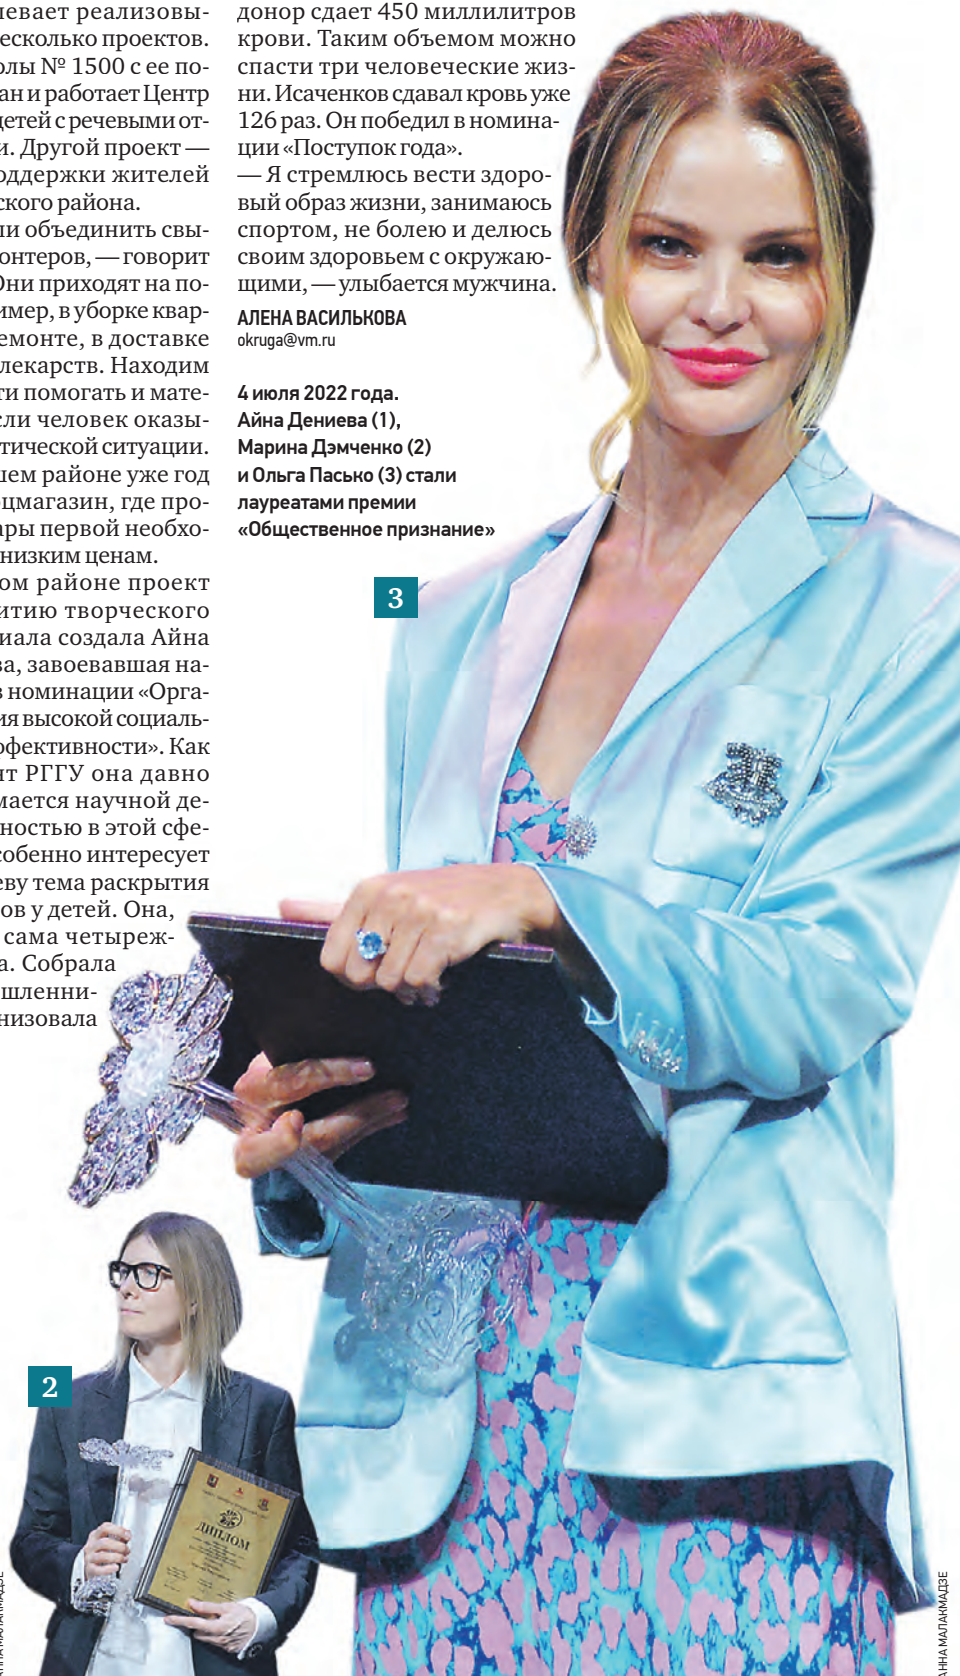 левает реализовы-
есколько проектов.
олы № 1500 с ее по-
ан и работает Центр
детей с речевыми от-
и. Другой проект —
оддержки жителей
ского района.
ли объединить свы-
онтеров, — говорит
Они приходят на по-
имер, в уборке квар-
емонте, в доставке
лекарств. Находим
ти помогать и мате-
сли человек оказы-
тической ситуации.
шем районе уже год
оцмагазин, где про-
ары первой необхо-
низким ценам.
ом районе проект
итию творческого
иала создала Айна
ва, завоевавшая на-
в номинации «Орга-
ия высокой социаль-
ффективности». Как
нт РГГУ она давно
мается научной де-
ностью в этой сфе-
собенно интересует
еву тема раскрытия
ов у детей. Она,
сама четыреж-
а. Собрала
шленни-
низовала
донор сдает 450 миллилитров
крови. Таким объемом можно
спасти три человеческие жиз-
ни. Исаченков сдавал кровь уже
126 раз. Он победил в номина-
ции «Поступок года».
— Я стремлюсь вести здоро-
вый образ жизни, занимаюсь
спортом, не болею и делюсь
своим здоровьем с окружаю-
щими, — улыбается мужчина.
АЛЕНА ВАСИЛЬКОВА
okruga@vm.ru
4 июля 2022 года.
Айна Дениева (1),
Марина Дэмченко (2)
и Ольга Пасько (3) стали
лауреатами премии
«Общественное признание»
3
2
ДИПЛОМ
АННА МАЛАКМАДЗЕ
АННА МАЛАКМАДЗЕ